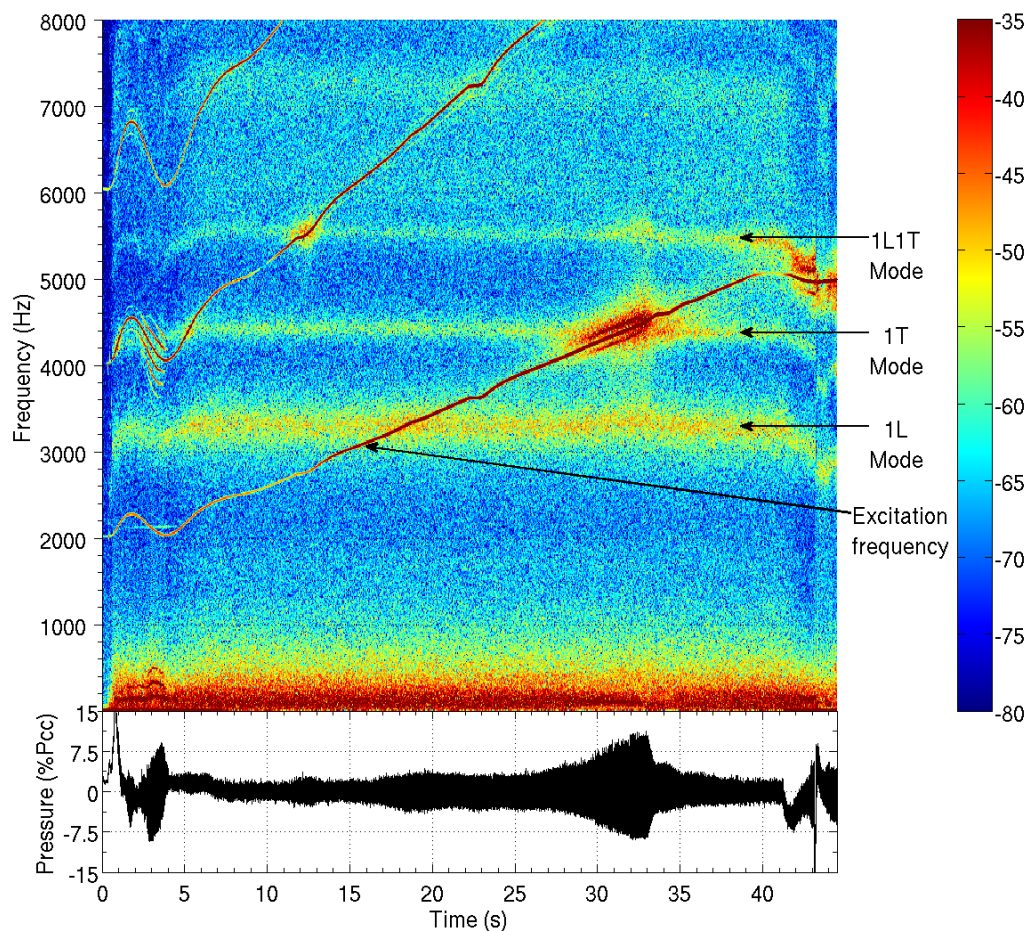 8000
7000
6000
5000
4000
3000
2000
1000
Frequency (Hz)
1L1T
Mode
1T
Mode
1L
Mode
Excitation
frequency
-35
-40
-45
-50
-55
-60
-65
-70
-75
-80
15
7.5
0
-7.5
-15
Pressure (%Pcc)
0 5 10 15 20 25 30 35 40
Time (s)